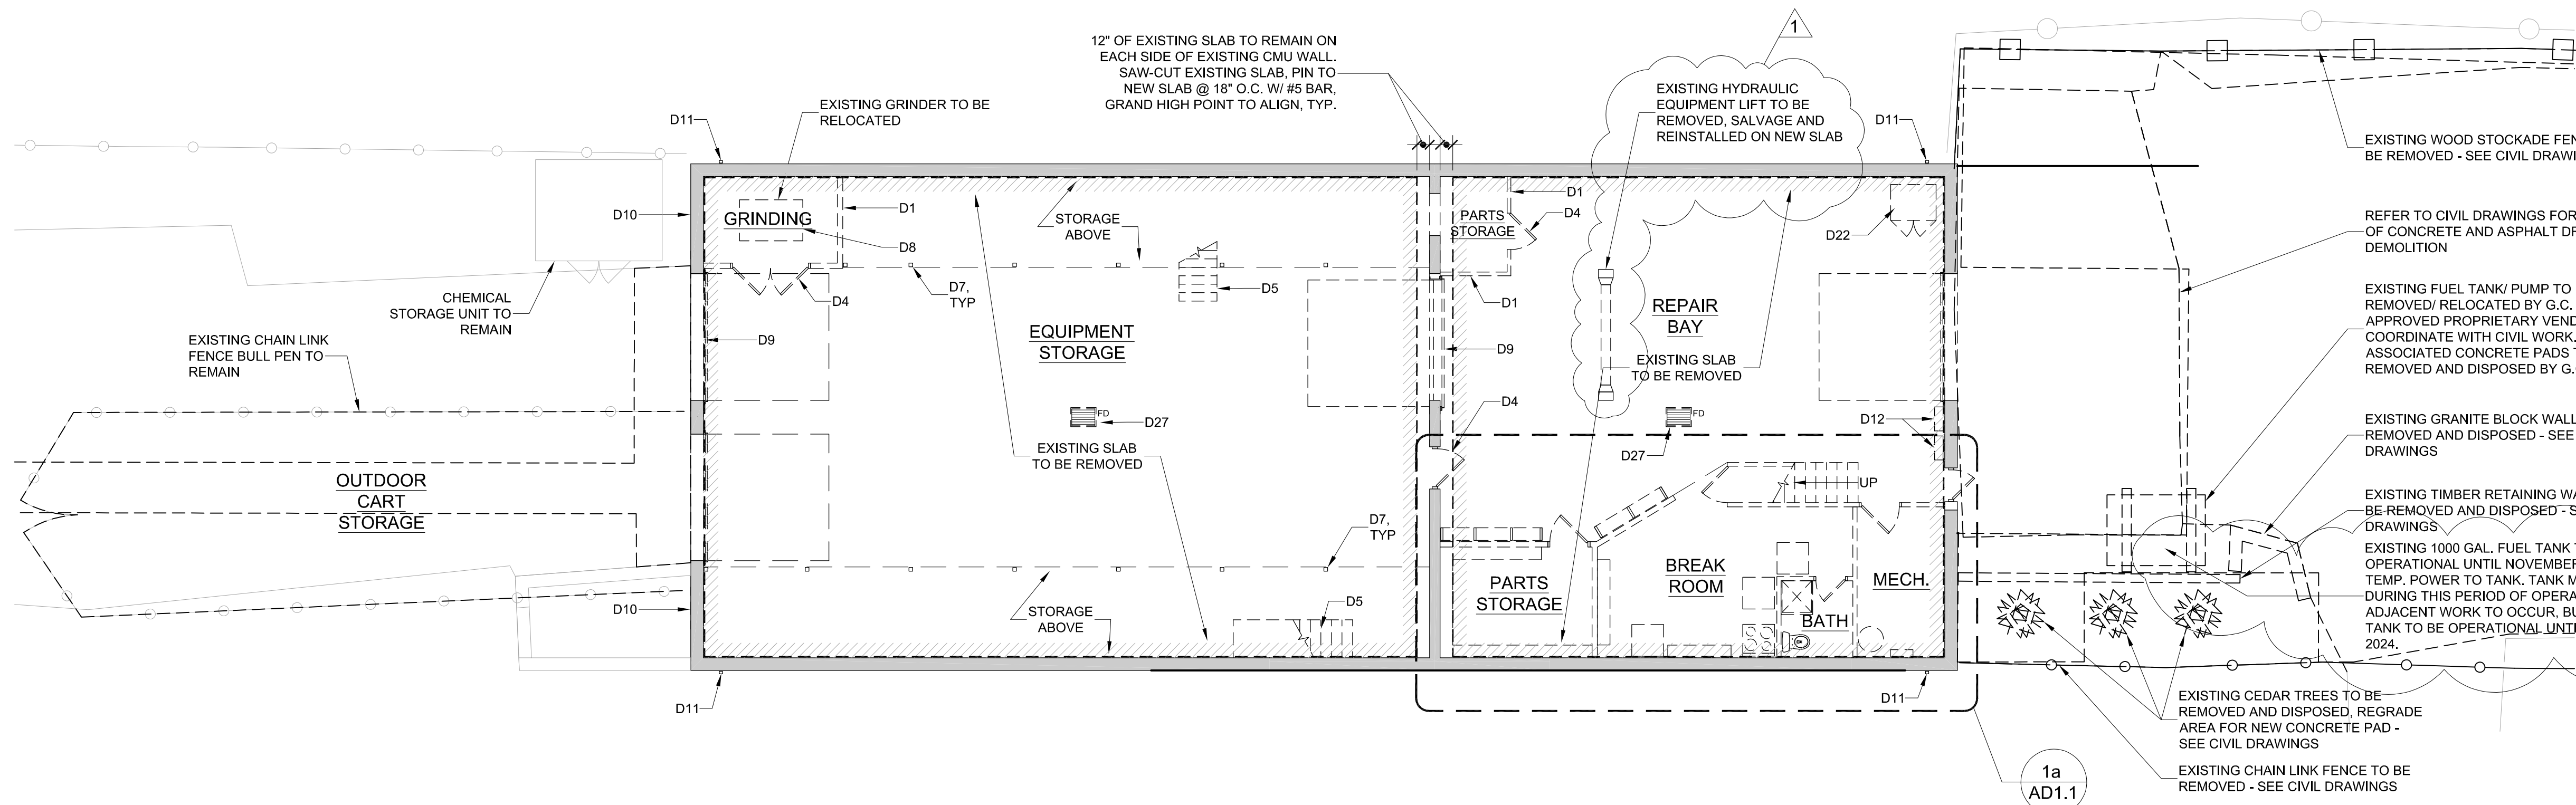 1
12" OF EXISTING SLAB TO REMAIN ON
EACH SIDE OF EXISTING CMU WALL.
SAW-CUT EXISTING SLAB, PIN TO
NEW SLAB @ 18" O.C. W/ #5 BAR,
GRAND HIGH POINT TO ALIGN, TYP.
EXISTING GRINDER TO BE
RELOCATED
EXISTING HYDRAULIC
EQUIPMENT LIFT TO BE
REMOVED, SALVAGE AND
REINSTALLED ON NEW SLAB
D11
D11
EXISTING WOOD STOCKADE FEN
BE REMOVED - SEE CIVIL DRAWI
D10
GRINDING
D1
D8
STORAGE
ABOVE
PARTS
STORAGE
D1
D4
D22
REFER TO CIVIL DRAWINGS FOR
OF CONCRETE AND ASPHALT DR
DEMOLITION
CHEMICAL
STORAGE UNIT TO
REMAIN
D4
D7,
TYP
D5
D1
REPAIR
BAY
EXISTING FUEL TANK/ PUMP TO
REMOVED/ RELOCATED BY G.C.
APPROVED PROPRIETARY VEND
COORDINATE WITH CIVIL WORK.
ASSOCIATED CONCRETE PADS T
REMOVED AND DISPOSED BY G.
EXISTING CHAIN LINK
FENCE BULL PEN TO
REMAIN
D9
EQUIPMENT
STORAGE
D9
EXISTING SLAB
TO BE REMOVED
D4
FD
D27
FD
D27
D12
EXISTING GRANITE BLOCK WALL
REMOVED AND DISPOSED - SEE
DRAWINGS
EXISTING SLAB
TO BE REMOVED
OUTDOOR
CART
STORAGE
UP
EXISTING TIMBER RETAINING WA
BE REMOVED AND DISPOSED - S
DRAWINGS
D7,
TYP
EXISTING 1000 GAL. FUEL TANK T
OPERATIONAL UNTIL NOVEMBER
TEMP. POWER TO TANK. TANK M
DURING THIS PERIOD OF OPERA
ADJACENT WORK TO OCCUR, BU
TANK TO BE OPERATIONAL UNTI
2024.
PARTS
STORAGE
BREAK
ROOM
MECH.
BATH
D10
STORAGE
ABOVE
D5
D11
D11
EXISTING CEDAR TREES TO BE
REMOVED AND DISPOSED, REGRADE
AREA FOR NEW CONCRETE PAD -
SEE CIVIL DRAWINGS
1a
AD1.1
EXISTING CHAIN LINK FENCE TO BE
REMOVED - SEE CIVIL DRAWINGS